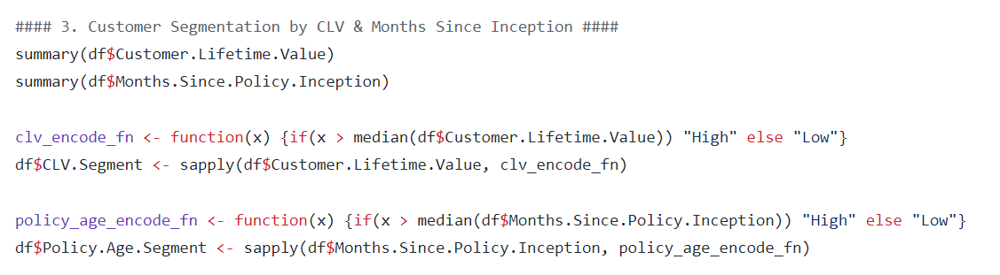 #### 3. Customer Segmentation by CLV & Months Since Inception ####
summary(df$Customer.Lifetime.Value)
summary(df$Months.Since.Policy.Inception)
clv_encode_fn <- function(x) {if(x > median(df$Customer.Lifetime.Value)) "High" else "Low"}
df$CLV.Segment <- sapply(df$Customer.Lifetime.Value, clv_encode_fn)
policy_age_encode_fn <- function(x) {if(x > median(df$Months.Since.Policy.Inception)) "High" else "Low"}
df$Policy.Age.Segment <- sapply(df$Months.Since.Policy.Inception, policy_age_encode_fn)